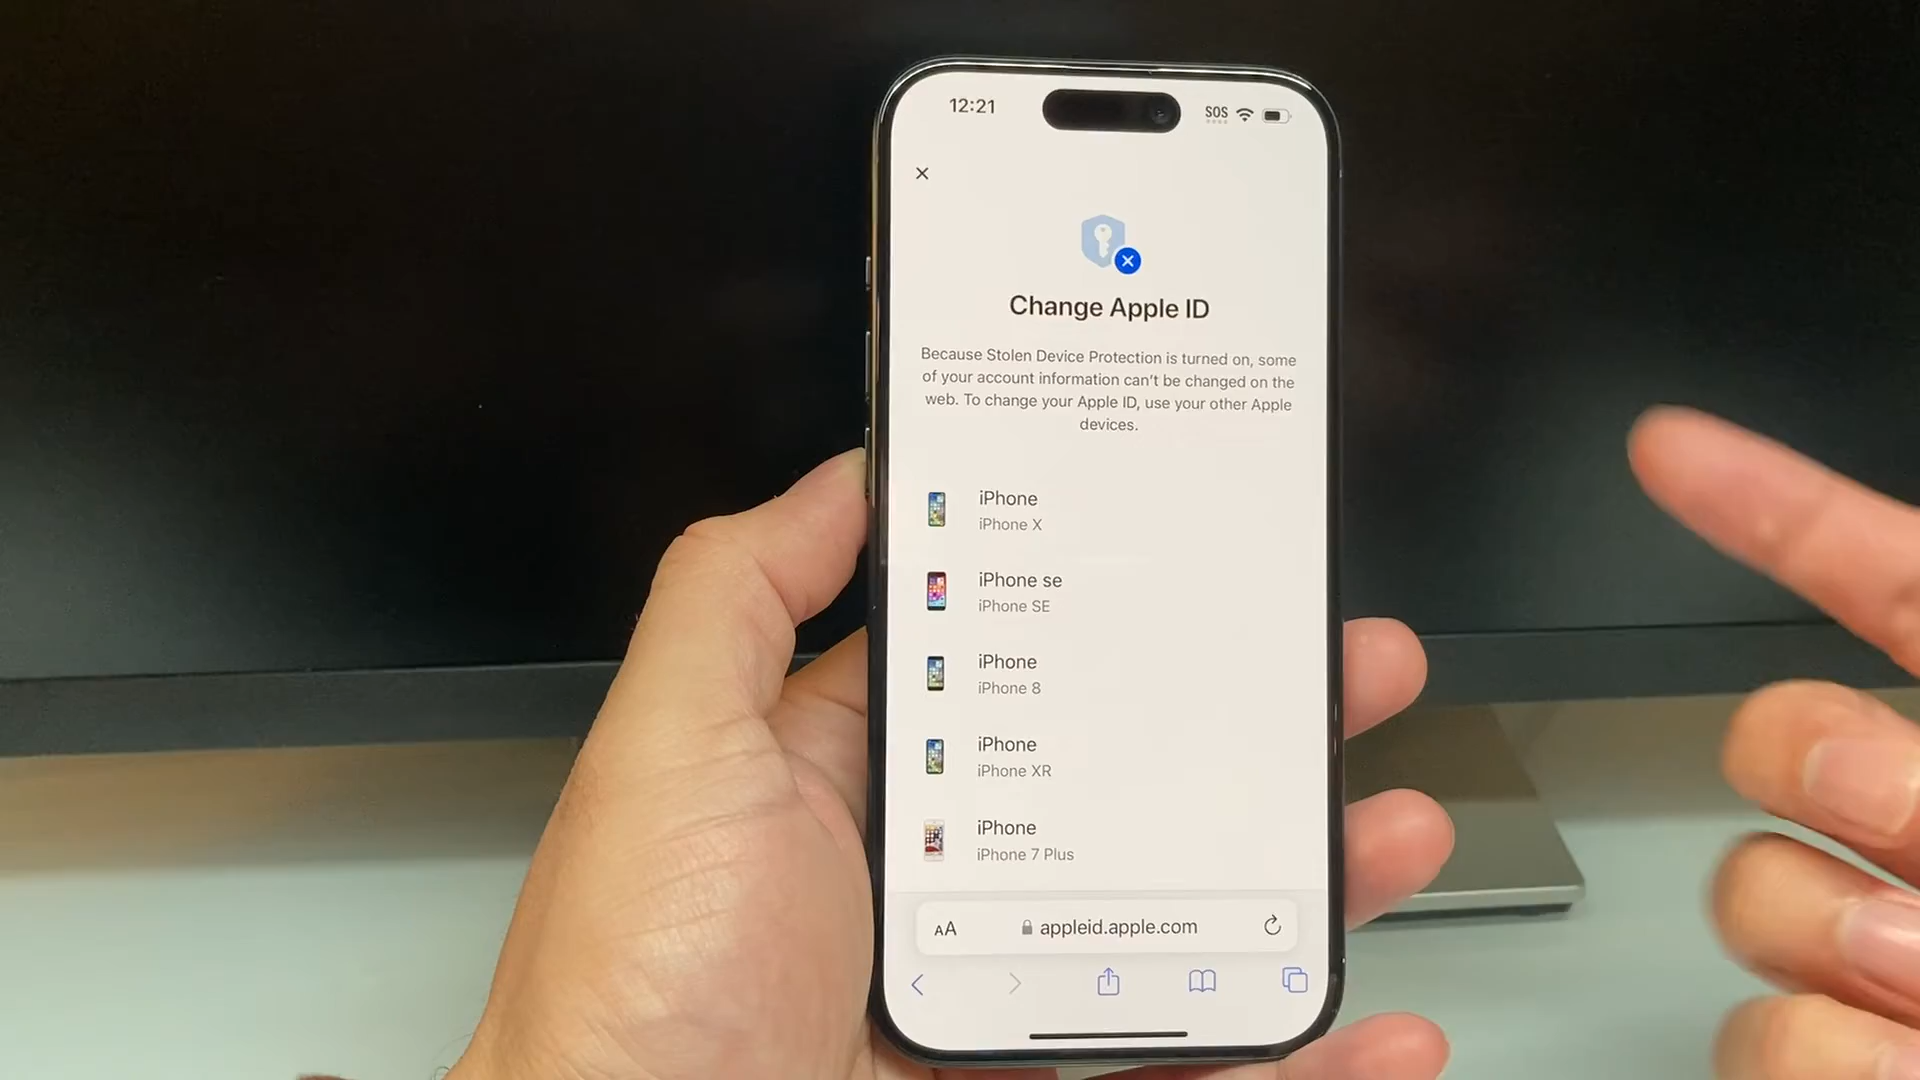 12:21
SOS
Change Apple ID
Because Stolen Device Protection is turned on, some
of your account information can't be changed on the
web. To change your Apple ID, use your other Apple
devices.
iPhone
iPhone X
iPhone se
iPhone SE
iPhone
iPhone 8
iPhone
iPhone XR
iPhone
iPhone 7 Plus
AA appleid.apple.com